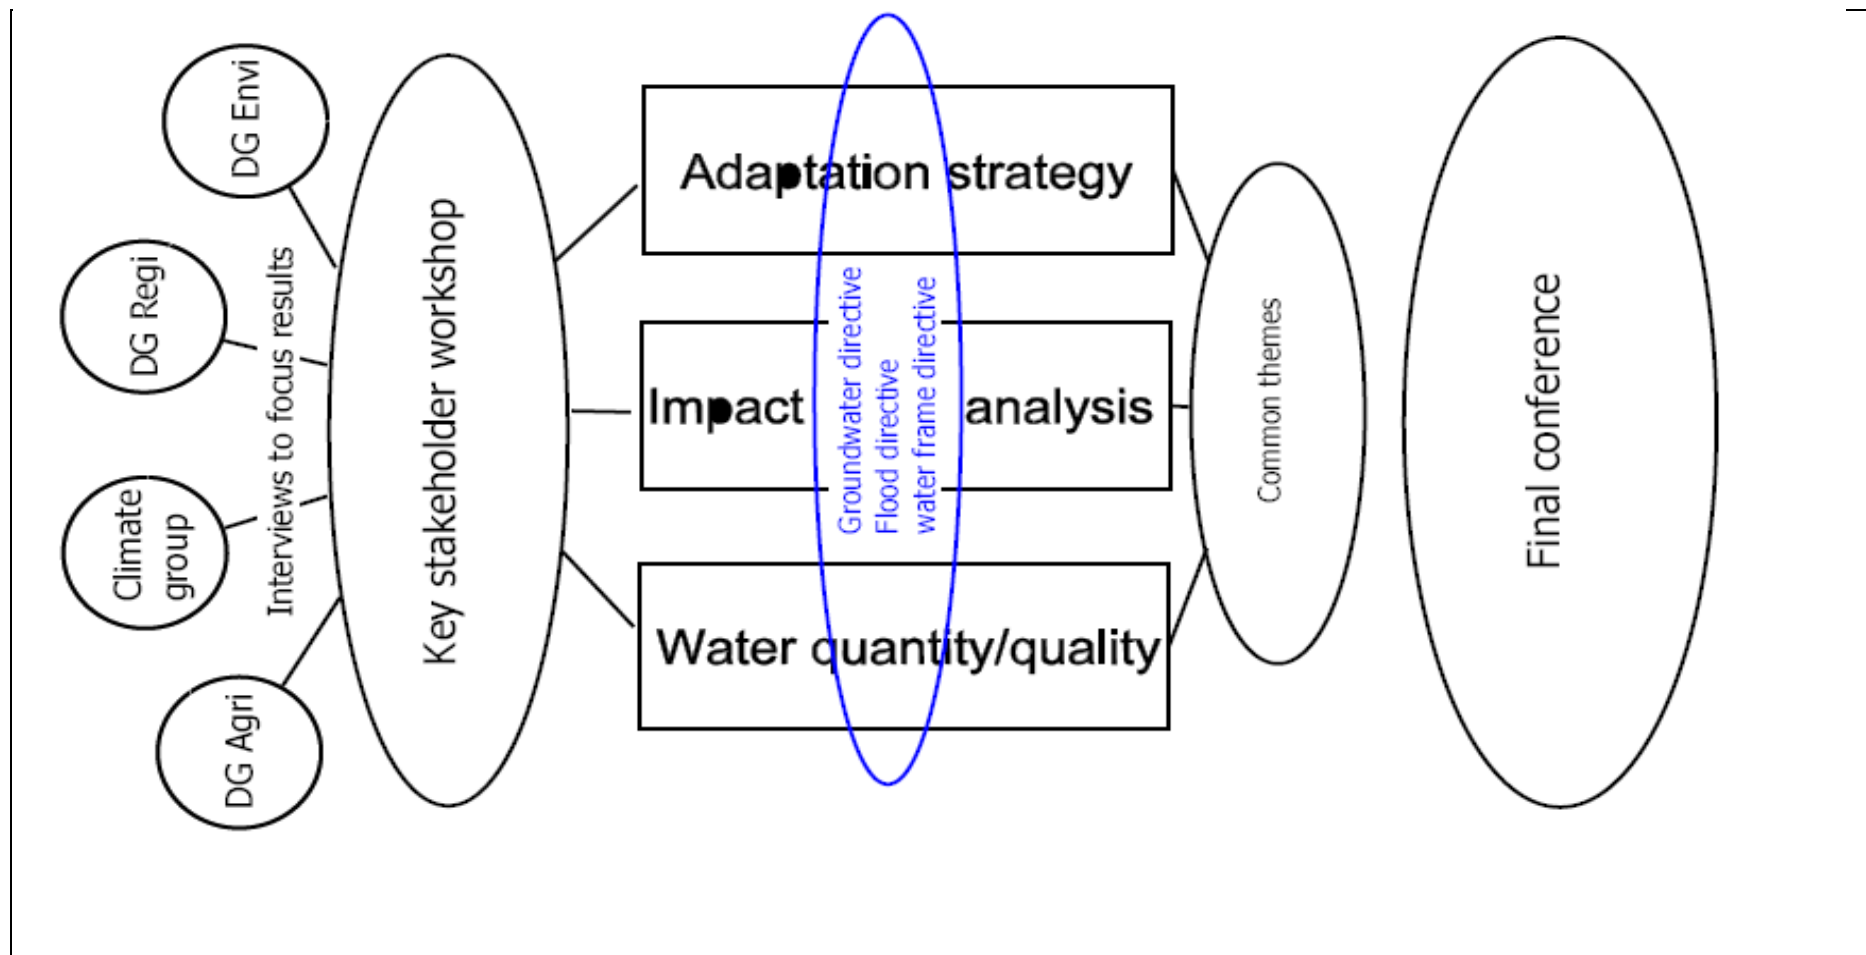 DG Envi
DG Regi
Climate
group
DG Agri
Interviews to focus results
Key stakeholder workshop
Adaptation strategy
Impact analysis
Water quantity/quality
Groundwater directive
Flood directive
water frame directive
Common themes
Final conference